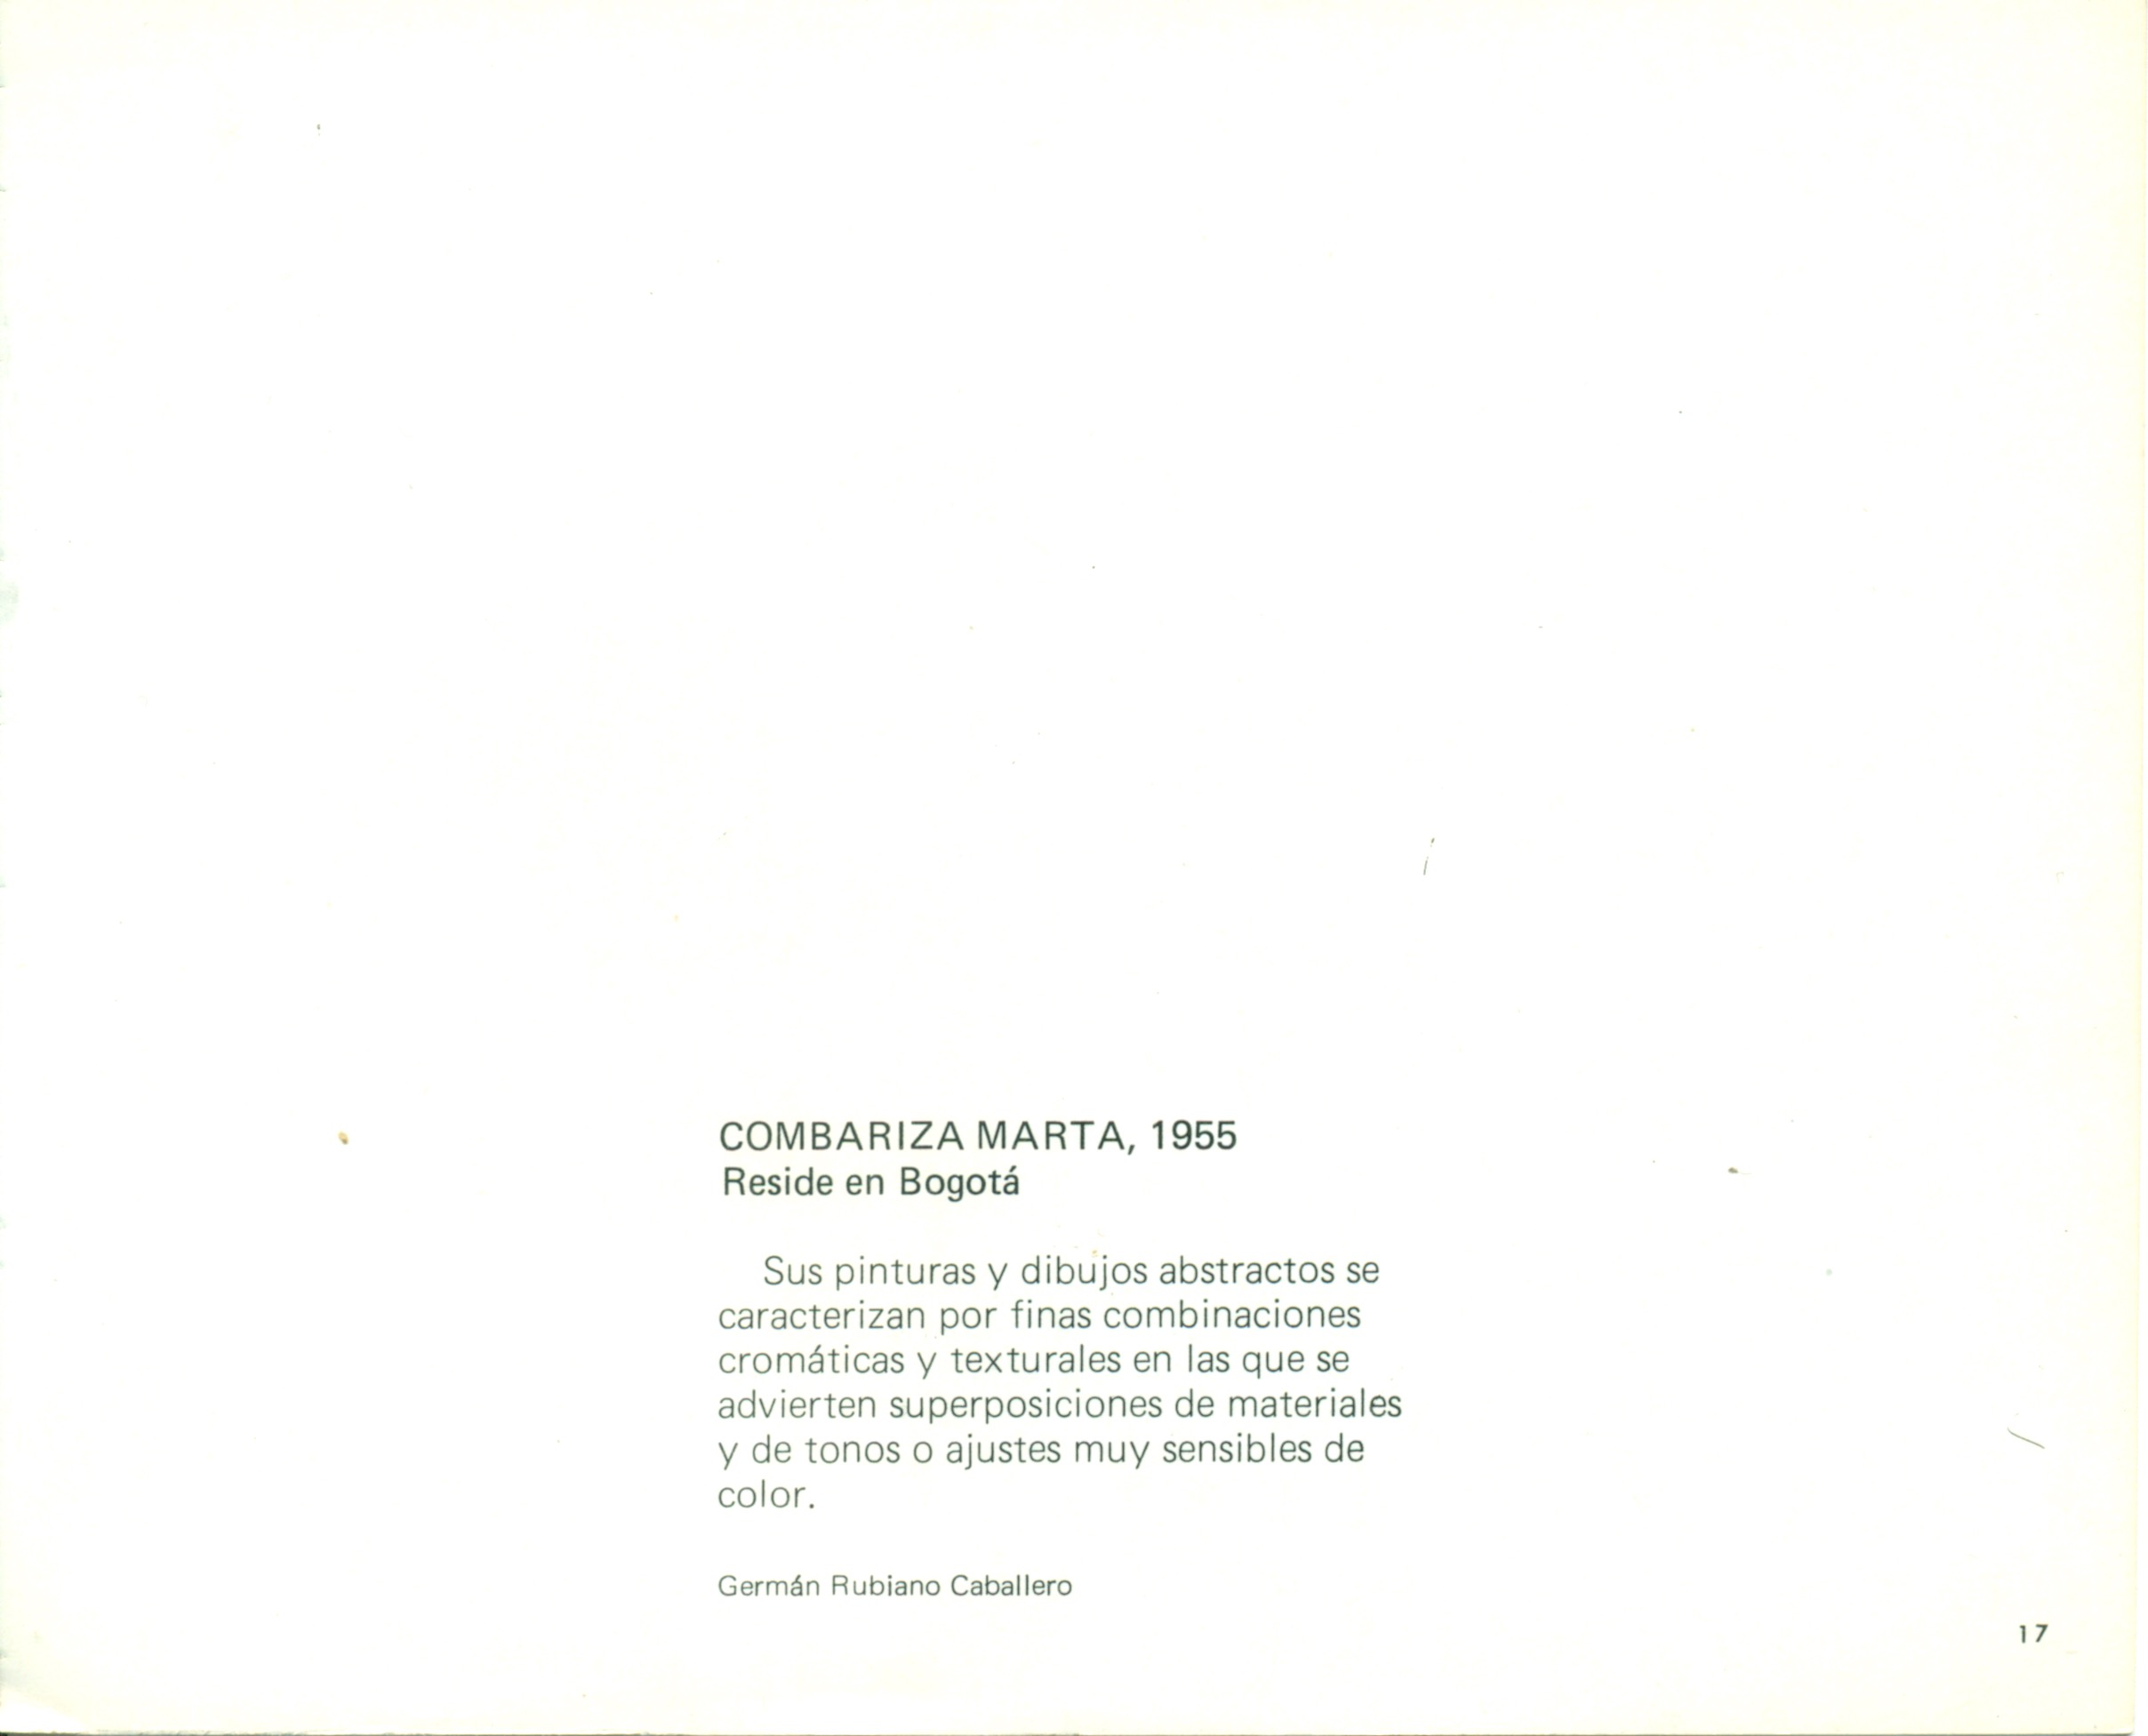 COMBARIZA MARTA, 1955
Reside en Bogotá
Sus pinturas y dibujos abstractos se
caracterizan por finas combinaciones
cromáticas y texturales en las que se
advierten superposiciones de materiales
y de tonos o ajustes muy sensibles de
color.
Germán Rubiano Caballero
17